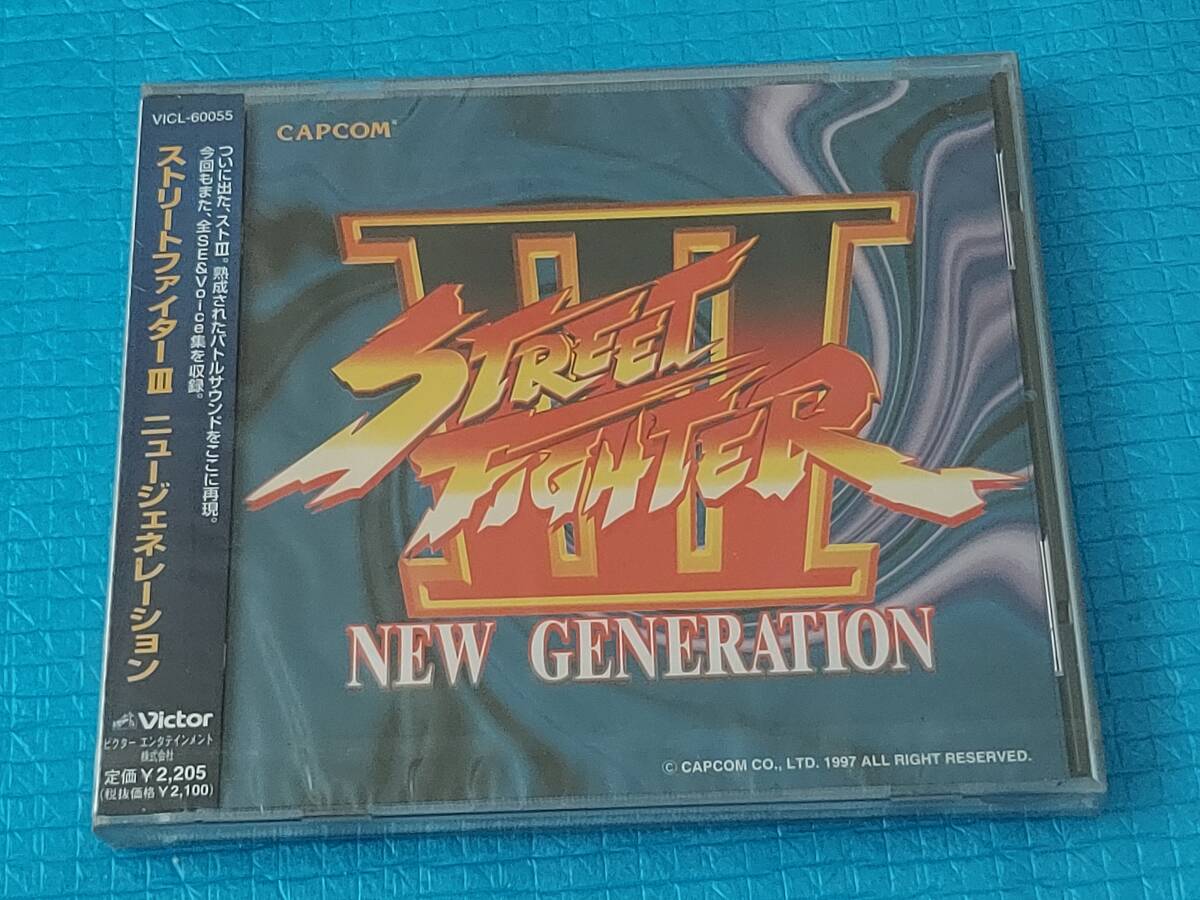 VICL-60055
ついに出た、ストⅢ。熟成されたバトルサウンドをここに再現。
今回もまた、全SE&Voice集を収録。
ストリートファイターⅢ ニュージェネレーション
Victor
ビクター エンタテインメント
株式会社
定価¥2,205
(税抜価格¥2,100)
CAPCOM®
III
STREET
FIGHTER
NEW GENERATION
© CAPCOM CO., LTD. 1997 ALL RIGHT RESERVED.